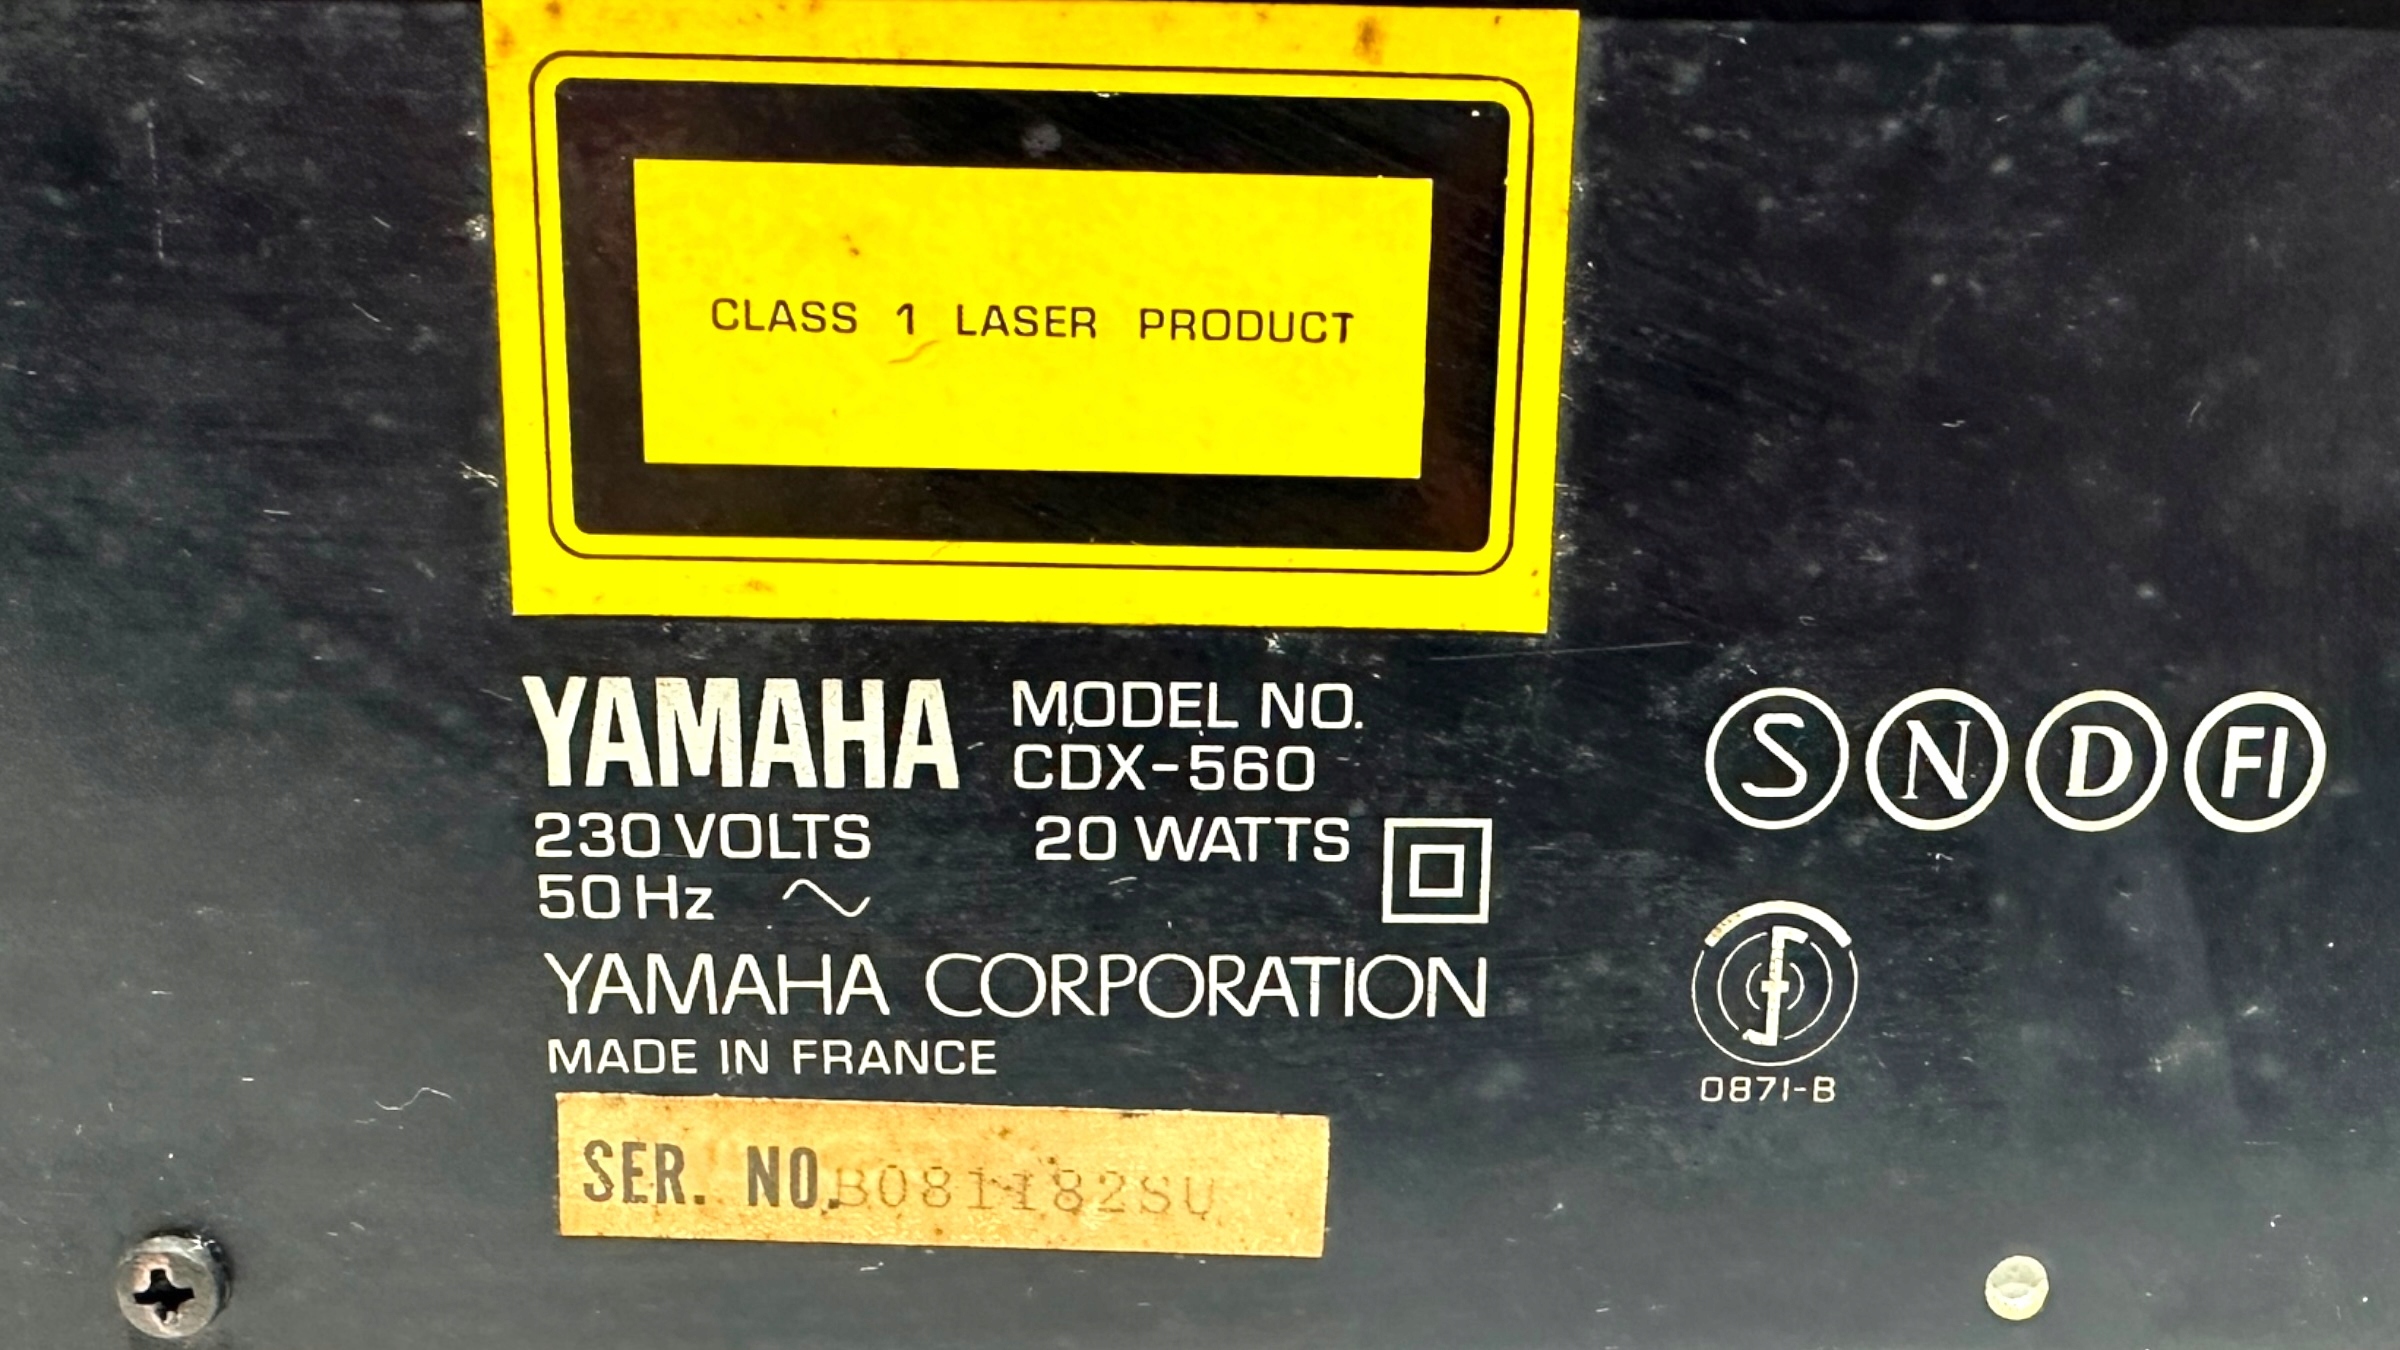 CLASS 1 LASER PRODUCT
YAMAHA MODEL NO.
CDX-560
230 VOLTS 20 WATTS
50 Hz ~
YAMAHA CORPORATION
MADE IN FRANCE
SER. NO. B081182SU
S N D FI
0871-B